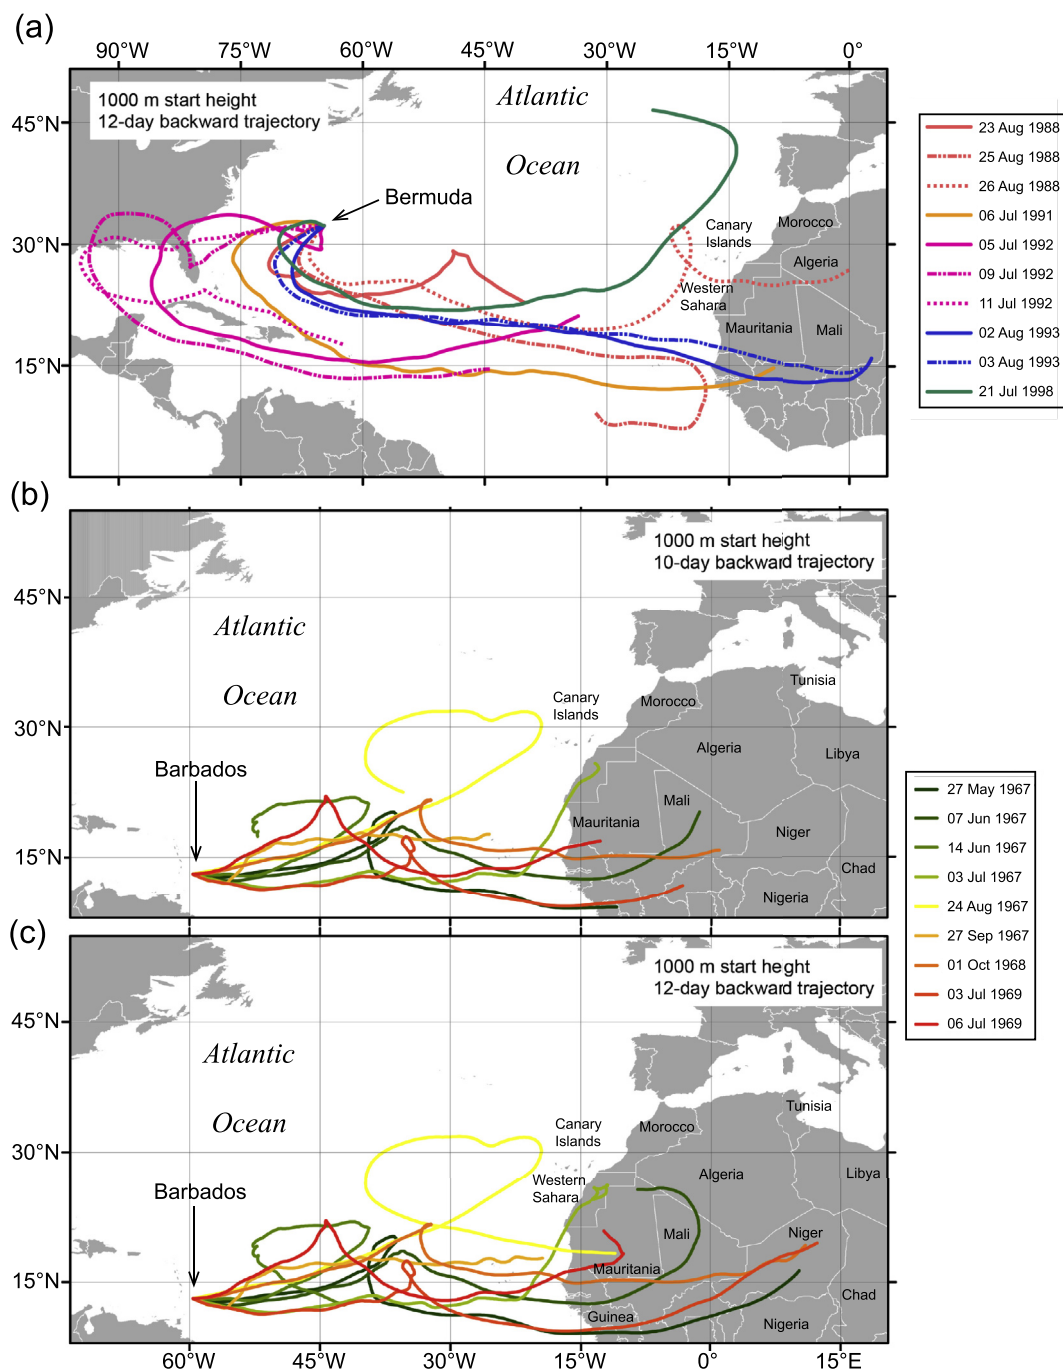 (a)
90°W 75°W 60°W 45°W 30°W 15°W 0°
1000 m start height
12-day backward trajectory
Atlantic
Ocean
Bermuda
45°N
30°N
15°N
Canary
Islands
Morocco
Algeria
Western
Sahara
Mauritania
Mali
23 Aug 1988
25 Aug 1988
26 Aug 1988
06 Jul 1991
05 Jul 1992
09 Jul 1992
11 Jul 1992
02 Aug 1993
03 Aug 1993
21 Jul 1998
(b)
1000 m start height
10-day backward trajectory
Atlantic
Ocean
45°N
30°N
15°N
Barbados
Canary
Islands
Tunisia
Morocco
Algeria
Libya
Mali
Mauritania
Niger
Chad
Nigeria
27 May 1967
07 Jun 1967
14 Jun 1967
03 Jul 1967
24 Aug 1967
27 Sep 1967
01 Oct 1968
03 Jul 1969
06 Jul 1969
(c)
1000 m start height
12-day backward trajectory
Atlantic
Ocean
45°N
30°N
15°N
Barbados
Canary
Islands
Tunisia
Morocco
Western
Sahara
Algeria
Libya
Mali
Niger
Mauritania
Chad
Guinea
Nigeria
60°W 45°W 30°W 15°W 0° 15°E